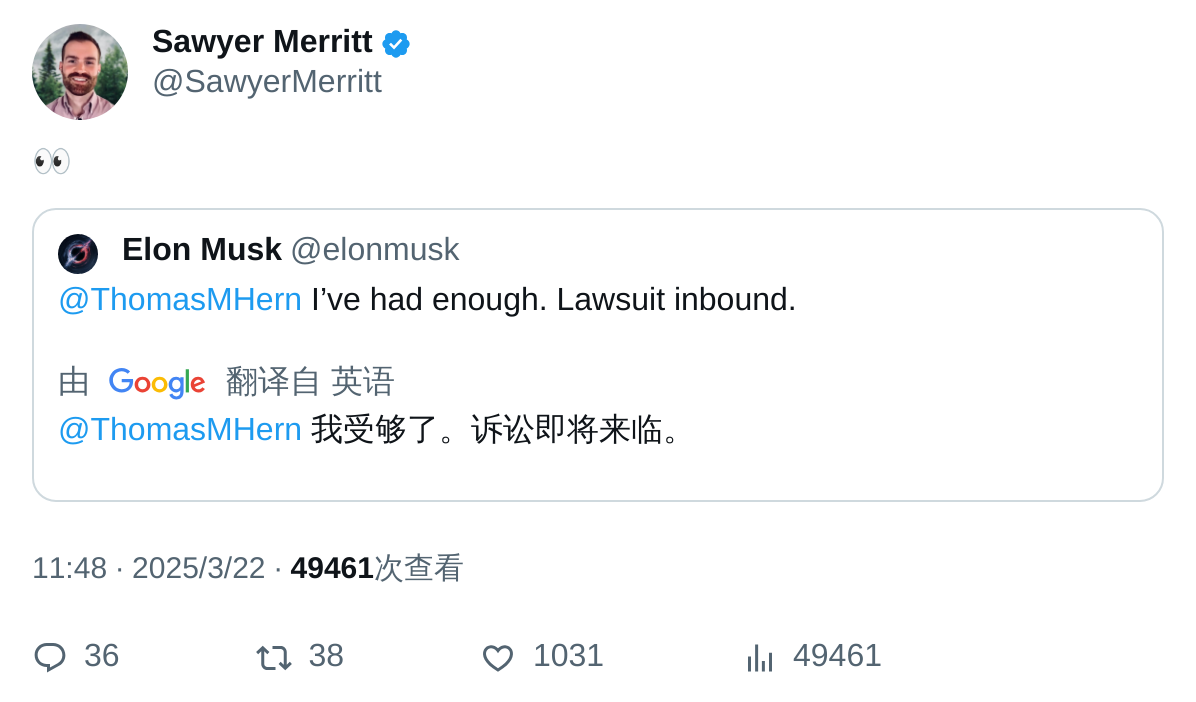 Sawyer Merritt
@SawyerMerritt
👀
Elon Musk @elonmusk
@ThomasMHern I’ve had enough. Lawsuit inbound.
由 Google 翻译自 英语
@ThomasMHern 我受够了。诉讼即将来临。
11:48 · 2025/3/22 · 49461次查看
36 38 1031 49461